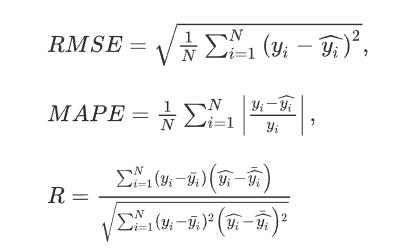 $RMSE = \sqrt{\frac{1}{N} \sum_{i=1}^{N} (y_i - \widehat{y_i})^2},$
$MAPE = \frac{1}{N} \sum_{i=1}^{N} \left| \frac{y_i - \widehat{y_i}}{y_i} \right|,$
$R = \frac{\sum_{i=1}^{N} (y_i - \bar{y_i}) \left( \widehat{y_i} - \bar{\widehat{y_i}} \right)}{\sqrt{\sum_{i=1}^{N} (y_i - \bar{y_i})^2 \left( \widehat{y_i} - \bar{\widehat{y_i}} \right)^2}}$